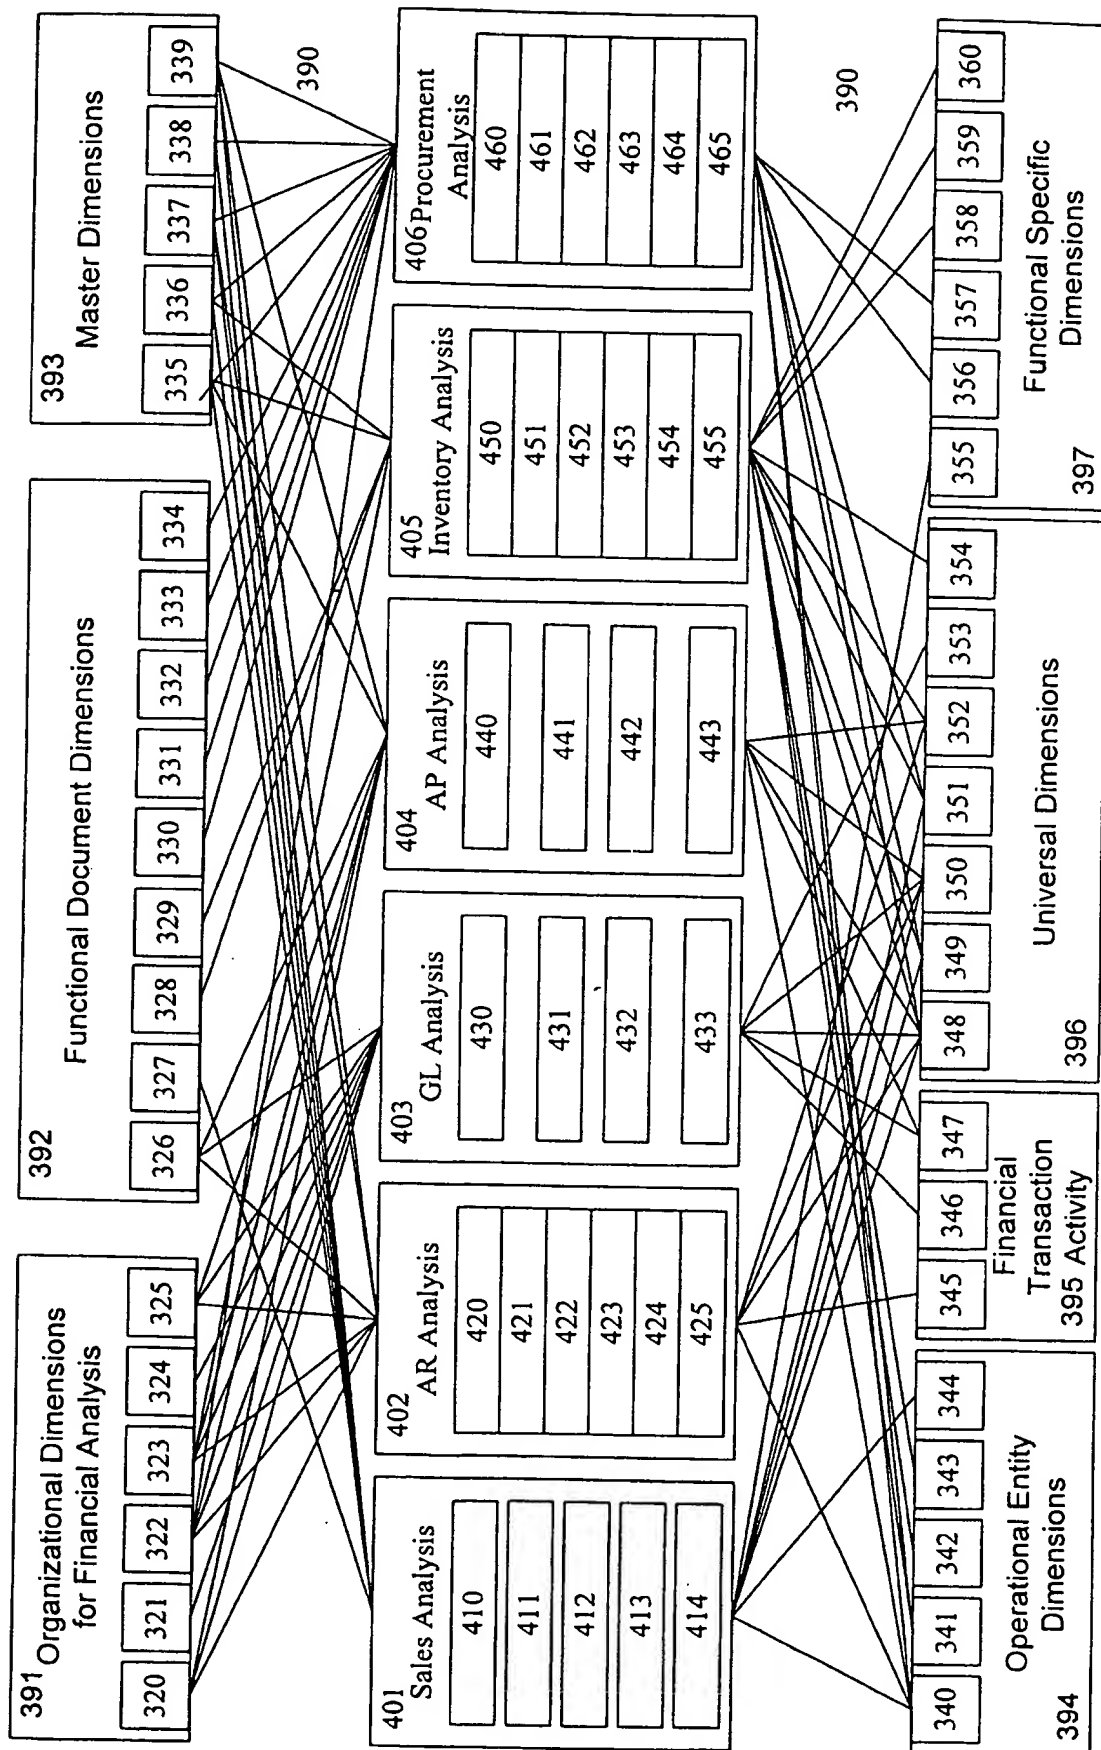 391
Organizational Dimensions
for Financial Analysis
320 321 322 323 324 325
392
Functional Document Dimensions
326 327 328 329 330 331 332 333 334
393
Master Dimensions
335 336 337 338 339
390
401
Sales Analysis
410
411
412
413
414
402
AR Analysis
420
421
422
423
424
425
403
GL Analysis
430
431
432
433
404
AP Analysis
440
441
442
443
405
Inventory Analysis
450
451
452
453
454
455
406 Procurement
Analysis
460
461
462
463
464
465
390
340 341 342 343 344
Operational Entity
Dimensions
394
345 346 347
Financial
Transaction
395 Activity
348 349 350 351 352 353 354
Universal Dimensions
396
355 356 357 358 359 360
Functional Specific
Dimensions
397